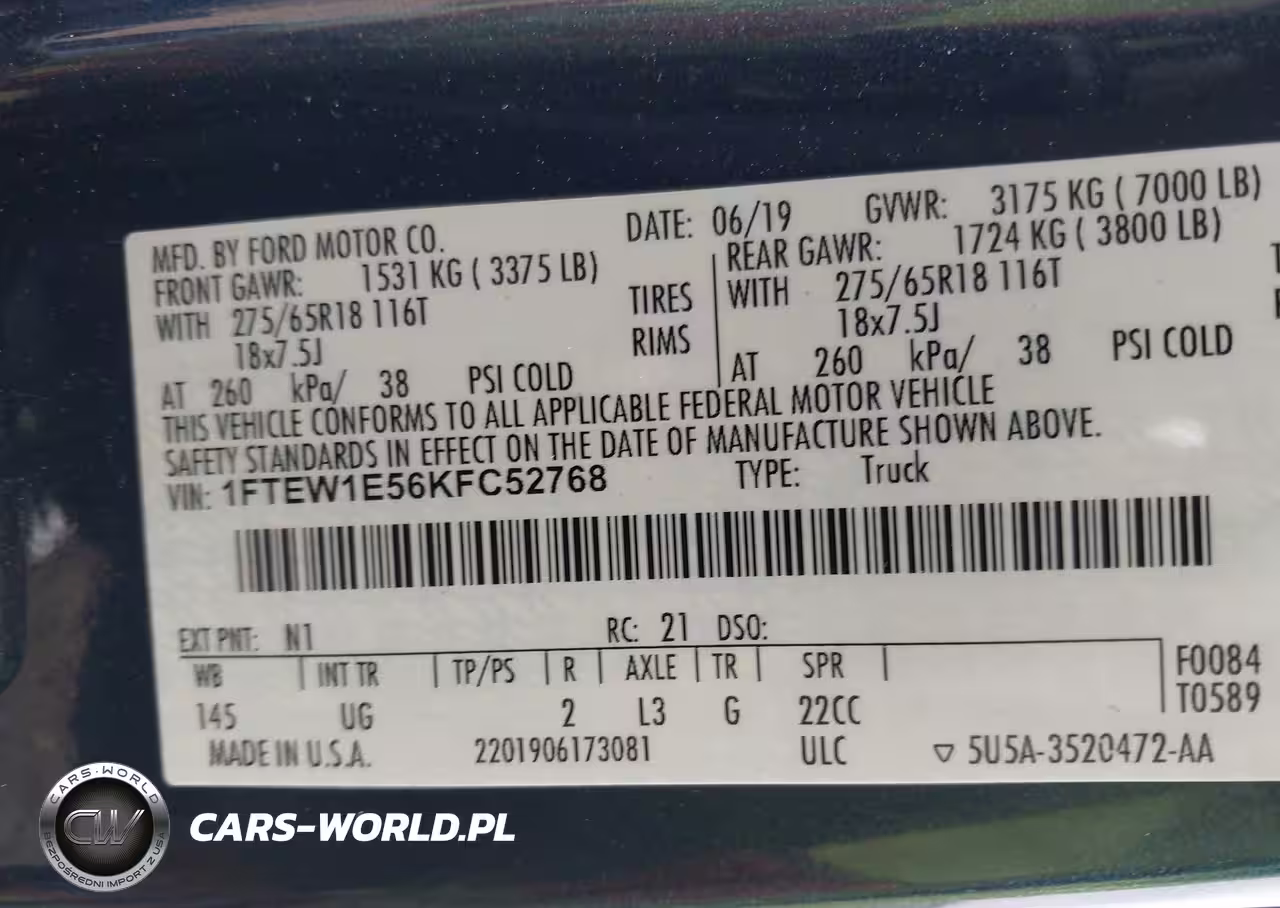 MFD. BY FORD MOTOR CO. DATE: 06/19 GVWR: 3175 KG ( 7000 LB)
FRONT GAWR: 1531 KG ( 3375 LB) REAR GAWR: 1724 KG ( 3800 LB)
WITH 275/65R18 116T TIRES WITH 275/65R18 116T
18x7.5J RIMS 18x7.5J
AT 260 kPa/ 38 PSI COLD AT 260 kPa/ 38 PSI COLD
THIS VEHICLE CONFORMS TO ALL APPLICABLE FEDERAL MOTOR VEHICLE
SAFETY STANDARDS IN EFFECT ON THE DATE OF MANUFACTURE SHOWN ABOVE.
VIN: 1FTEW1E56KFC52768 TYPE: Truck
EXT PNT: N1 RC: 21 DSO:
WB INT TR TP/PS R AXLE TR SPR F0084
145 UG 2 L3 G 22CC T0589
MADE IN U.S.A. 2201906173081 ULC ▽ 5U5A-3520472-AA
CARS-WORLD
CW
BEZPOŚREDNI IMPORT Z USA
CARS-WORLD.PL